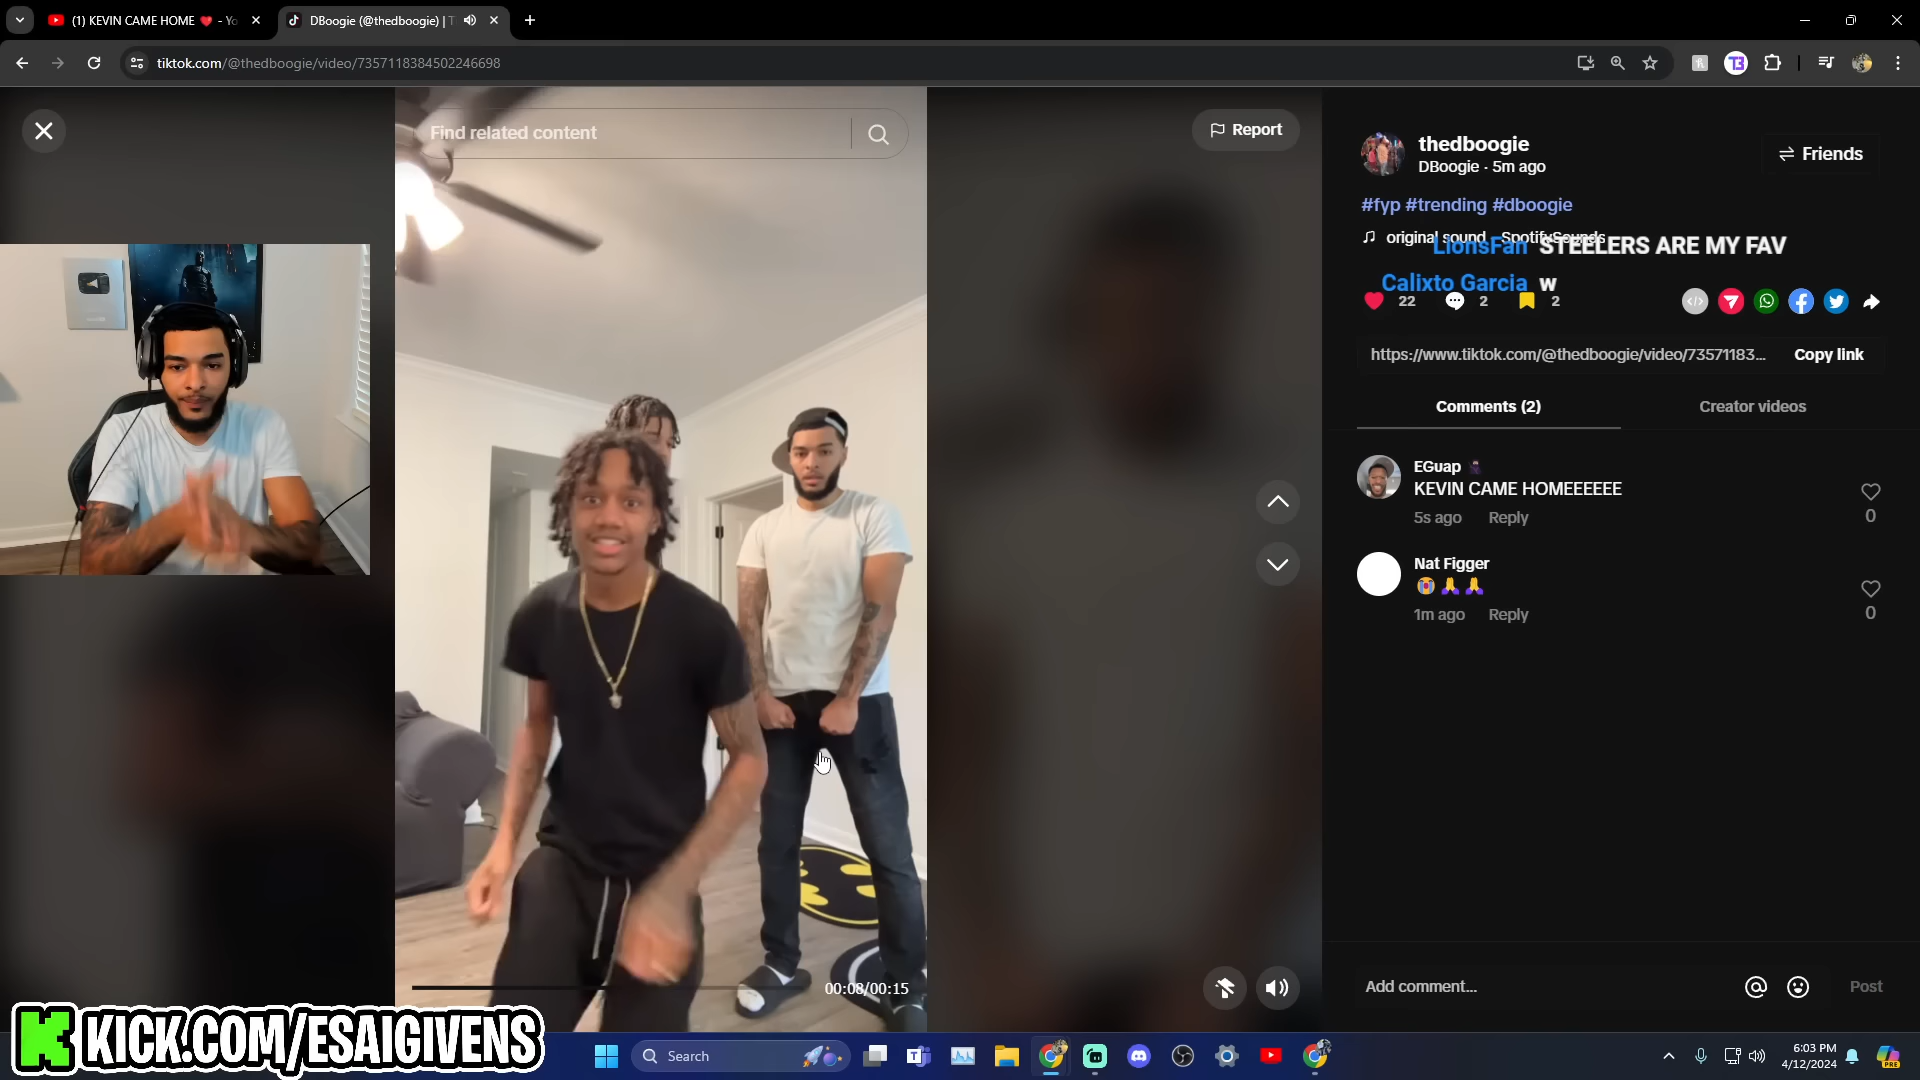 (1) KEVIN CAME HOME ❤️ - Yo
DBoogie (@thedboogie) | T
tiktok.com/@thedboogie/video/7357118384502246698
Find related content
Report
thedboogie
DBoogie · 5m ago
Friends
#fyp #trending #dboogie
original sound - SpotifySounds
LionsFan STEELERS ARE MY FAV
Calixto Garcia w
22
2
2
https://www.tiktok.com/@thedboogie/video/73571183...
Copy link
Comments (2)
Creator videos
EGuap
KEVIN CAME HOMEEEEEE
5s ago
Reply
0
Nat Figger
😭🙏🙏
1m ago
Reply
0
00:08/00:15
Add comment...
Post
K KICK.COM/ESAIGIVENS
Search
6:03 PM
4/12/2024
PRE